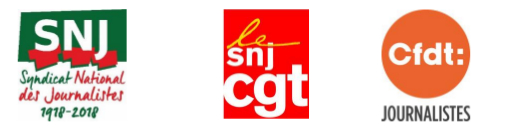 SNJ
Syndicat National
des Journalistes
1918-2018
le
snj
cgt
Cfdt:
JOURNALISTES